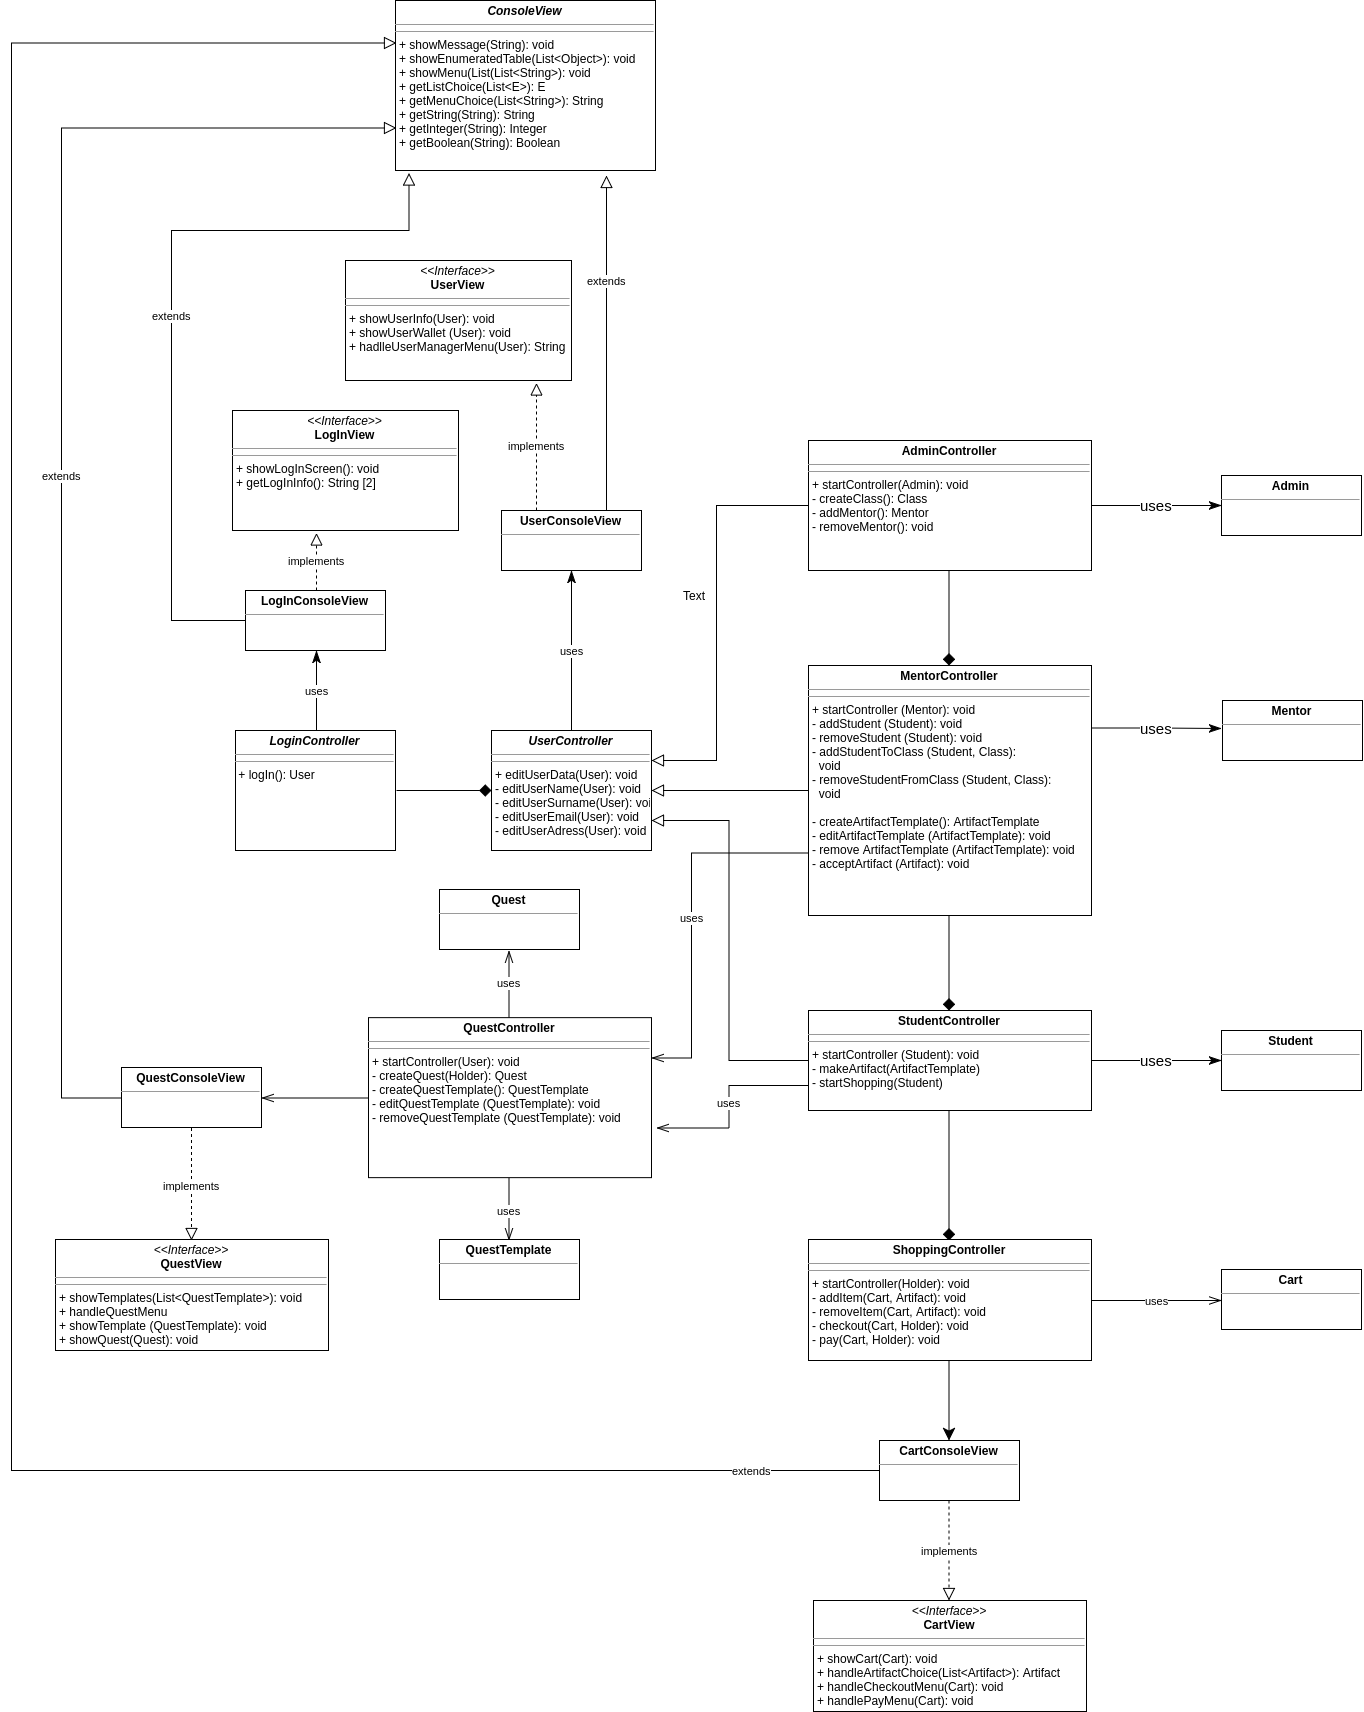 ConsoleView
+ showMessage(String): void
+ showEnumeratedTable(List<Object>): void
+ showMenu(List(List<String>): void
+ getListChoice(List<E>): E
+ getMenuChoice(List<String>): String
+ getString(String): String
+ getInteger(String): Integer
+ getBoolean(String): Boolean
extends
extends
extends
<<Interface>>
UserView
+ showUserInfo(User): void
+ showUserWallet (User): void
+ hadlleUserManagerMenu(User): String
implements
<<Interface>>
LogInView
+ showLogInScreen(): void
+ getLogInInfo(): String [2]
implements
UserConsoleView
LogInConsoleView
uses
uses
Text
LoginController
+ logIn(): User
UserController
+ editUserData(User): void
- editUserName(User): void
- editUserSurname(User): voi
- editUserEmail(User): void
- editUserAdress(User): void
AdminController
+ startController(Admin): void
- createClass(): Class
- addMentor(): Mentor
- removeMentor(): void
uses
Admin
MentorController
+ startController (Mentor): void
- addStudent (Student): void
- removeStudent (Student): void
- addStudentToClass (Student, Class):
void
- removeStudentFromClass (Student, Class):
void
- createArtifactTemplate(): ArtifactTemplate
- editArtifactTemplate (ArtifactTemplate): void
- remove ArtifactTemplate (ArtifactTemplate): void
- acceptArtifact (Artifact): void
uses
Mentor
uses
Quest
uses
QuestController
+ startController(User): void
- createQuest(Holder): Quest
- createQuestTemplate(): QuestTemplate
- editQuestTemplate (QuestTemplate): void
- removeQuestTemplate (QuestTemplate): void
uses
QuestTemplate
QuestConsoleView
implements
<<Interface>>
QuestView
+ showTemplates(List<QuestTemplate>): void
+ handleQuestMenu
+ showTemplate (QuestTemplate): void
+ showQuest(Quest): void
StudentController
+ startController (Student): void
- makeArtifact(ArtifactTemplate)
- startShopping(Student)
uses
uses
Student
ShoppingController
+ startController(Holder): void
- addItem(Cart, Artifact): void
- removeItem(Cart, Artifact): void
- checkout(Cart, Holder): void
- pay(Cart, Holder): void
uses
Cart
CartConsoleView
extends
implements
<<Interface>>
CartView
+ showCart(Cart): void
+ handleArtifactChoice(List<Artifact>): Artifact
+ handleCheckoutMenu(Cart): void
+ handlePayMenu(Cart): void